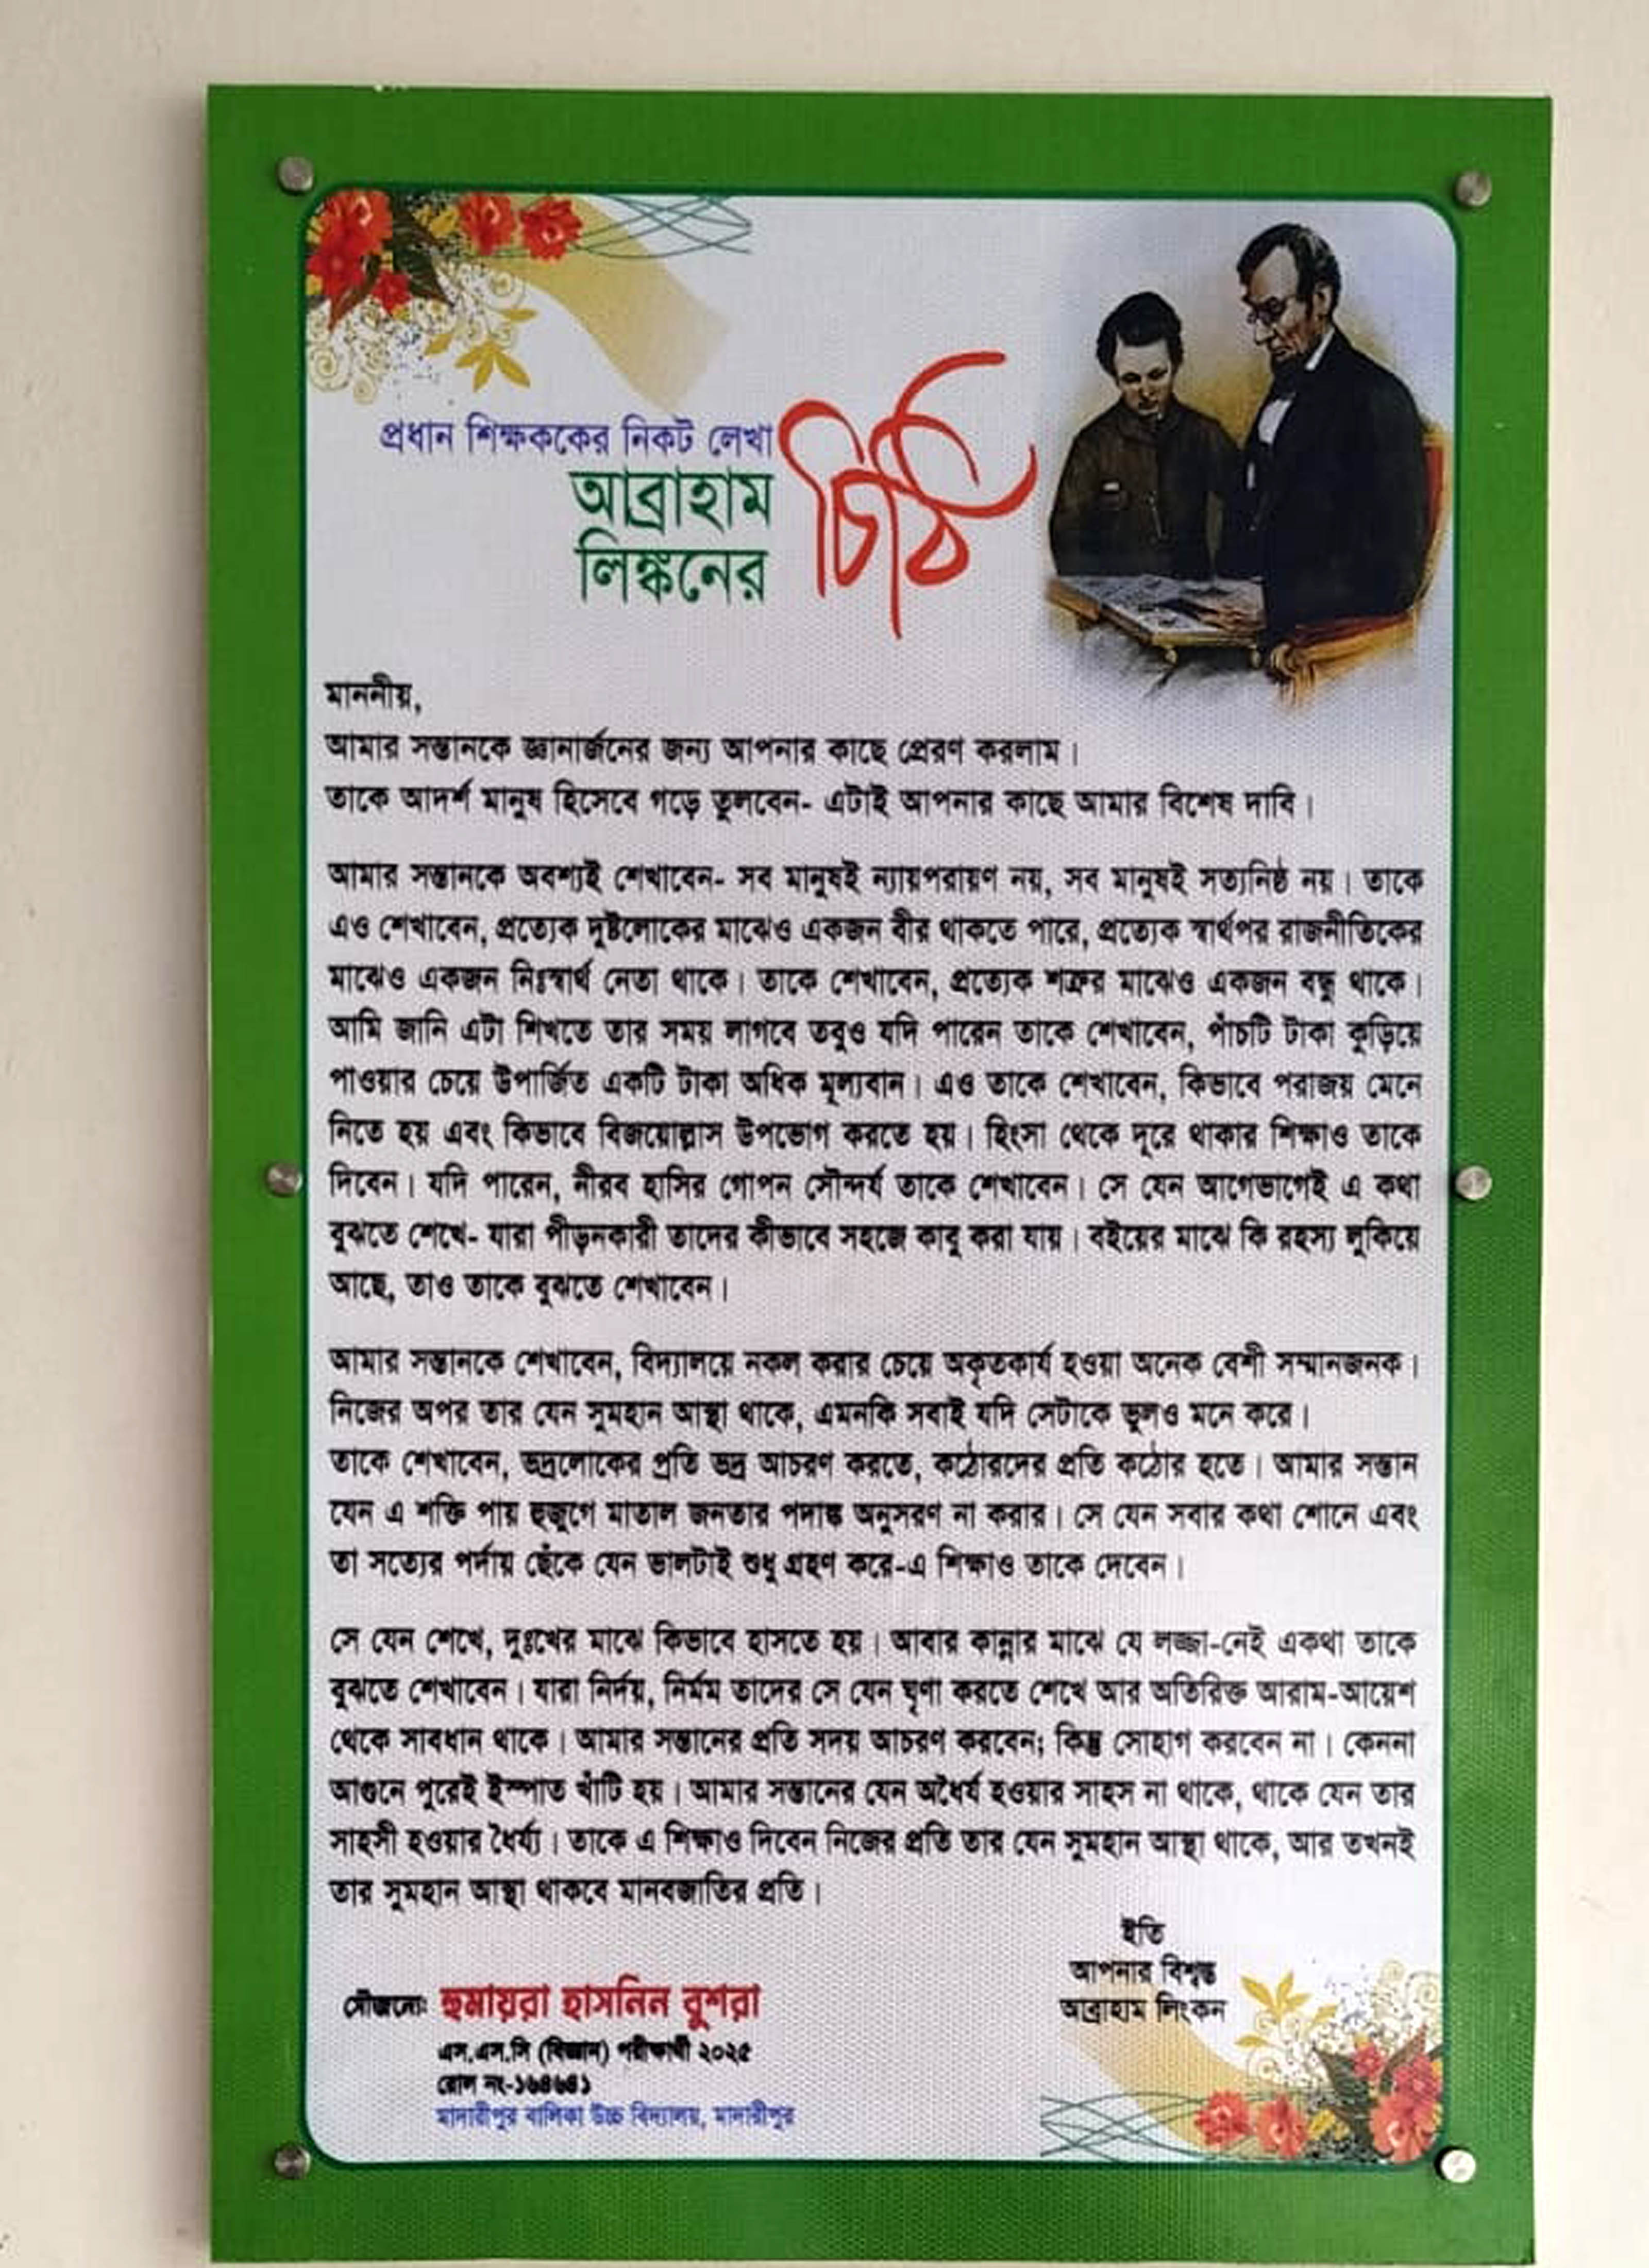 প্রধান শিক্ষককের নিকট লেখা
আব্রাহাম
লিঙ্কনের
চিঠি
মাননীয়,
আমার সন্তানকে জ্ঞানার্জনের জন্য আপনার কাছে প্রেরণ করলাম।
তাকে আদর্শ মানুষ হিসেবে গড়ে তুলবেন- এটাই আপনার কাছে আমার বিশেষ দাবি।
আমার সন্তানকে অবশ্যই শেখাবেন- সব মানুষই ন্যায়পরায়ণ নয়, সব মানুষই সত্যনিষ্ঠ নয়। তাকে
এও শেখাবেন, প্রত্যেক দুষ্টলোকের মাঝেও একজন বীর থাকতে পারে, প্রত্যেক স্বার্থপর রাজনীতিকের
মাঝেও একজন নিঃস্বার্থ নেতা থাকে। তাকে শেখাবেন, প্রত্যেক শত্রুর মাঝেও একজন বন্ধু থাকে।
আমি জানি এটা শিখতে তার সময় লাগবে তবুও যদি পারেন তাকে শেখাবেন, পাঁচটি টাকা কুড়িয়ে
পাওয়ার চেয়ে উপার্জিত একটি টাকা অধিক মূল্যবান। এও তাকে শেখাবেন, কিভাবে পরাজয় মেনে
নিতে হয় এবং কিভাবে বিজয়োল্লাস উপভোগ করতে হয়। হিংসা থেকে দূরে থাকার শিক্ষাও তাকে
দিবেন। যদি পারেন, নীরব হাসির গোপন সৌন্দর্য তাকে শেখাবেন। সে যেন আগেভাগেই এ কথা
বুঝতে শেখে- যারা পীড়নকারী তাদের কীভাবে সহজে কাবু করা যায়। বইয়ের মাঝে কি রহস্য লুকিয়ে
আছে, তাও তাকে বুঝতে শেখাবেন।
আমার সন্তানকে শেখাবেন, বিদ্যালয়ে নকল করার চেয়ে অকৃতকার্য হওয়া অনেক বেশী সম্মানজনক।
নিজের অপর তার যেন সুমহান আস্থা থাকে, এমনকি সবাই যদি সেটাকে ভুলও মনে করে।
তাকে শেখাবেন, ভদ্রলোকের প্রতি ভদ্র আচরণ করতে, কঠোরদের প্রতি কঠোর হতে। আমার সন্তান
যেন এ শক্তি পায় হুজুগে মাতাল জনতার পদাঙ্ক অনুসরণ না করার। সে যেন সবার কথা শোনে এবং
তা সত্যের পর্দায় ছেঁকে যেন ভালটাই শুধু গ্রহণ করে-এ শিক্ষাও তাকে দেবেন।
সে যেন শেখে, দুঃখের মাঝে কিভাবে হাসতে হয়। আবার কান্নার মাঝে যে লজ্জা-নেই একথা তাকে
বুঝতে শেখাবেন। যারা নির্দয়, নির্মম তাদের সে যেন ঘৃণা করতে শেখে আর অতিরিক্ত আরাম-আয়েশ
থেকে সাবধান থাকে। আমার সন্তানের প্রতি সদয় আচরণ করবেন; কিন্তু সোহাগ করবেন না। কেননা
আগুনে পুরেই ইস্পাত খাঁটি হয়। আমার সন্তানের যেন অধৈর্য হওয়ার সাহস না থাকে, থাকে যেন তার
সাহসী হওয়ার ধৈর্য্য। তাকে এ শিক্ষাও দিবেন নিজের প্রতি তার যেন সুমহান আস্থা থাকে, আর তখনই
তার সুমহান আস্থা থাকবে মানবজাতির প্রতি।
ইতি
আপনার বিশ্বস্ত
আব্রাহাম লিংকন
সৌজন্যে: হুমায়রা হাসনিন বুশরা
এস.এস.সি (বিজ্ঞান) পরীক্ষার্থী ২০২৫
রোল নং-১৬৪৬৪১
মাদারীপুর বালিকা উচ্চ বিদ্যালয়, মাদারীপুর